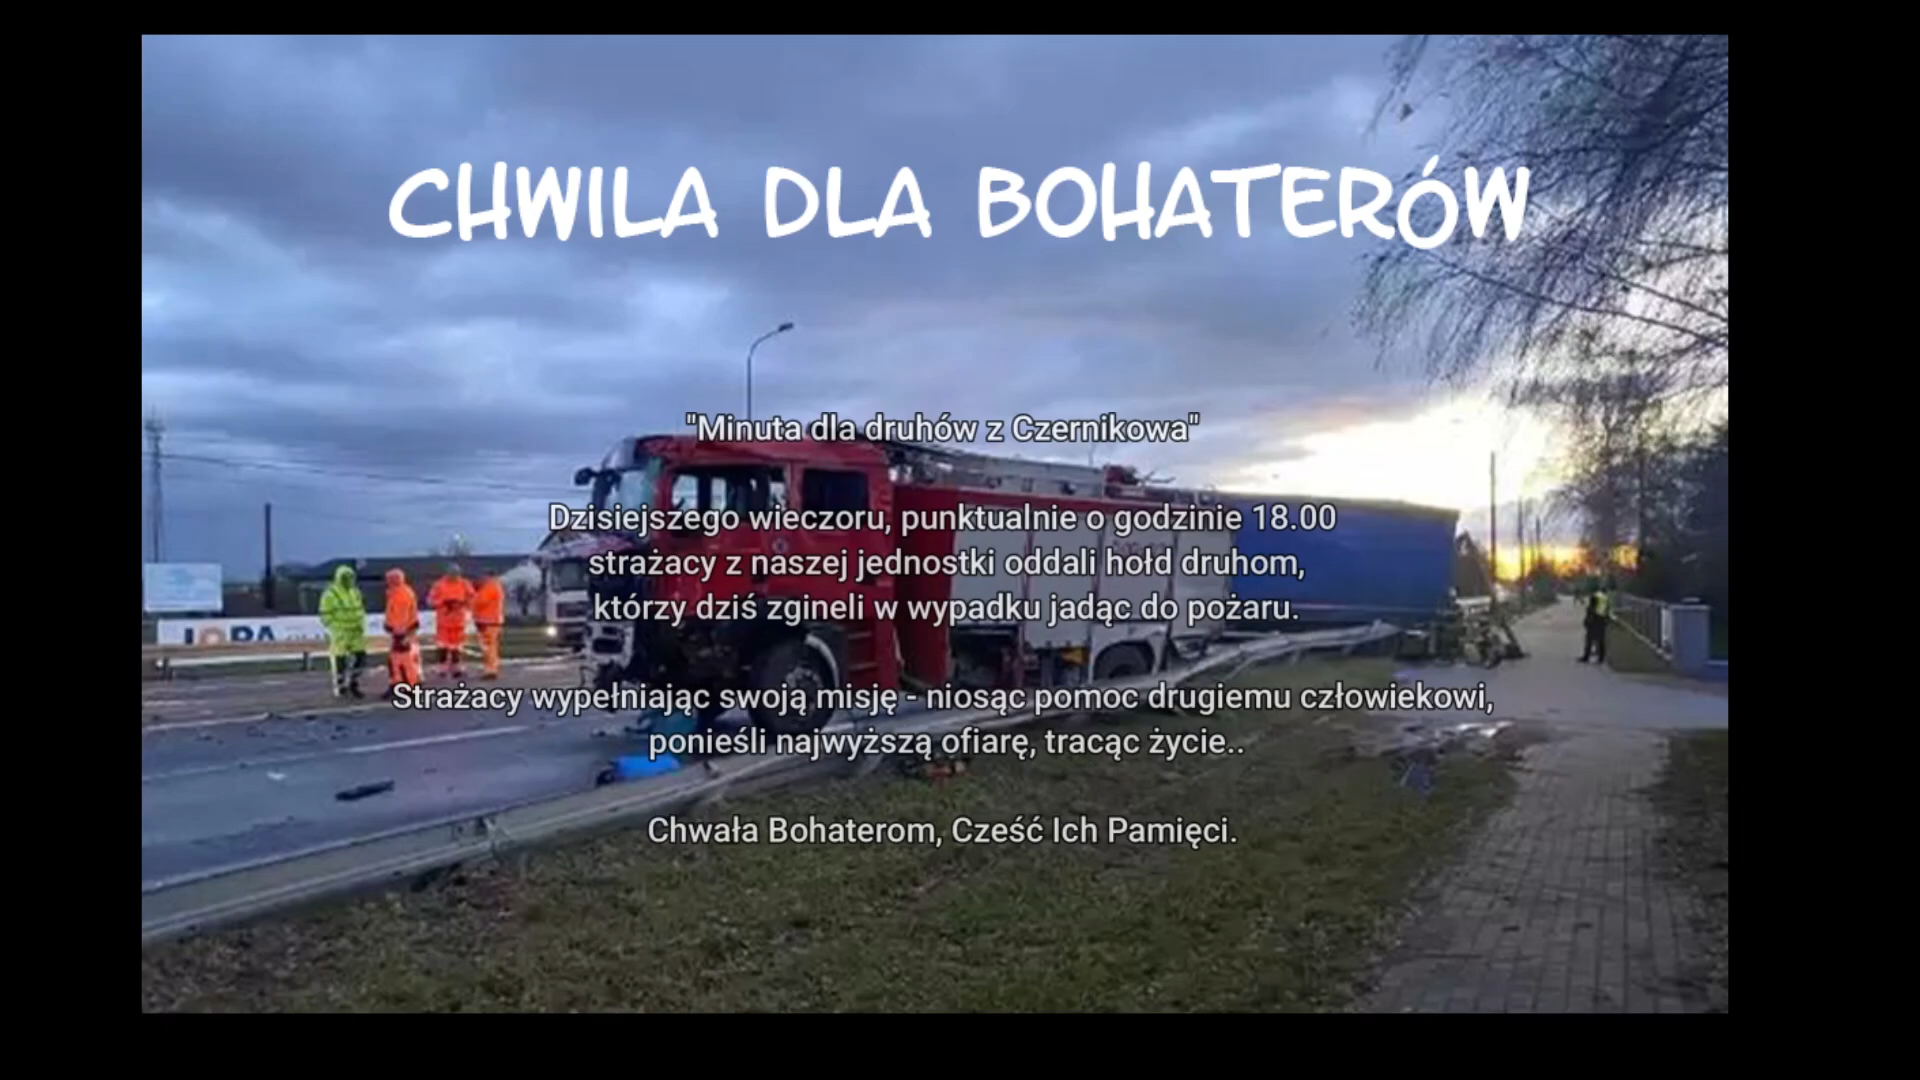 CHWILA DLA BOHATERÓW
"Minuta dla druhów z Czernikowa"
Dzisiejszego wieczoru, punktualnie o godzinie 18.00
strażacy z naszej jednostki oddali hołd druhom,
którzy dziś zgineli w wypadku jadąc do pożaru.
Strażacy wypełniając swoją misję - niosąc pomoc drugiemu człowiekowi,
ponieśli najwyższą ofiarę, tracąc życie..
Chwała Bohaterom, Cześć Ich Pamięci.